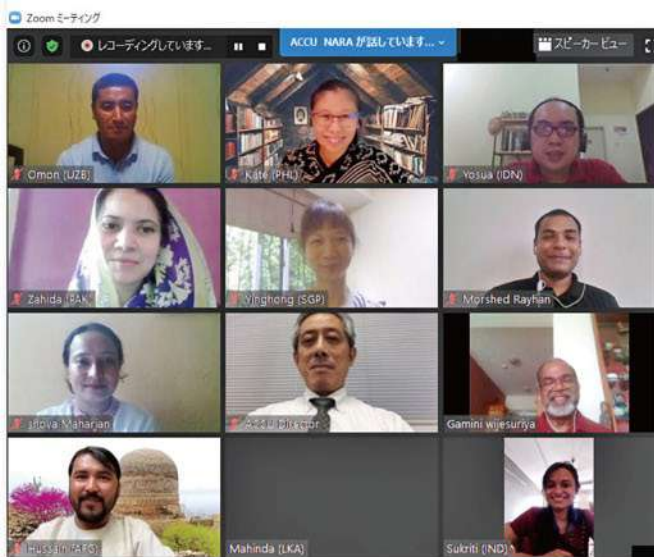 Zoom ミーティング
レコーディングしています...
ACCU NARA が話しています...
スピーカー ビュー
Omon (UZB)
Kate (PHL)
Yosua (IDN)
Zahida (PAK)
Yinghong (SGP)
Morshed Rayhan
Maharjan
ACCU Director
Gamini wijesuriya
Hussain (AFG)
Mahinda (LKA)
Sukriti (IND)